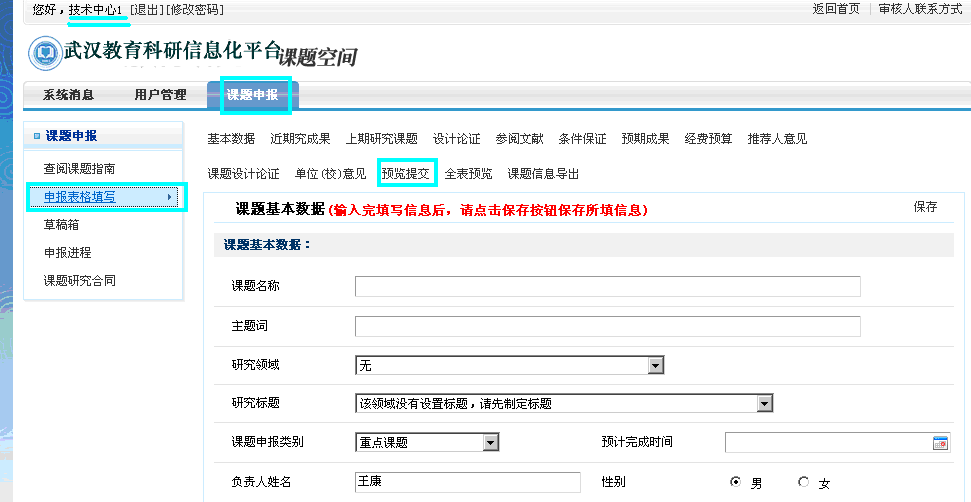 您好，技术中心1 [退出][修改密码] 返回首页 | 审核人联系方式
武汉教育科研信息化平台 课题空间
系统消息 用户管理 课题申报
课题申报
查阅课题指南
申报表格填写
草稿箱
申报进程
课题研究合同
基本数据 近期究成果 上期研究课题 设计论证 参阅文献 条件保证 预期成果 经费预算 推荐人意见
课题设计论证 单位(校)意见 预览提交 全表预览 课题信息导出
课题基本数据(输入完填写信息后，请点击保存按钮保存所填信息) 保存
课题基本数据：
课题名称
主题词
研究领域 无
研究标题 该领域没有设置标题，请先制定标题
课题申报类别 重点课题 预计完成时间
负责人姓名 王康 性别 男 女